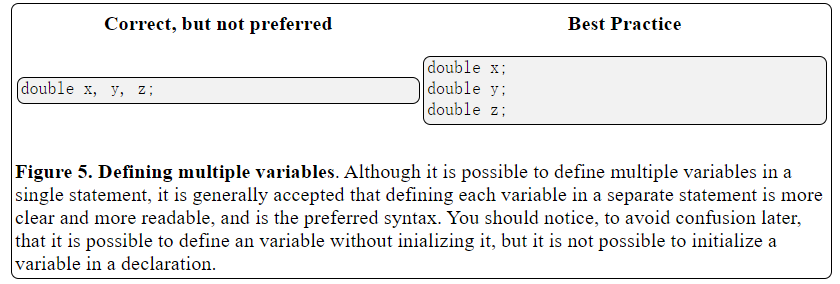 Correct, but not preferred
Best Practice
double x, y, z;
double x;
double y;
double z;
Figure 5. Defining multiple variables. Although it is possible to define multiple variables in a
single statement, it is generally accepted that defining each variable in a separate statement is more
clear and more readable, and is the preferred syntax. You should notice, to avoid confusion later,
that it is possible to define an variable without inializing it, but it is not possible to initialize a
variable in a declaration.